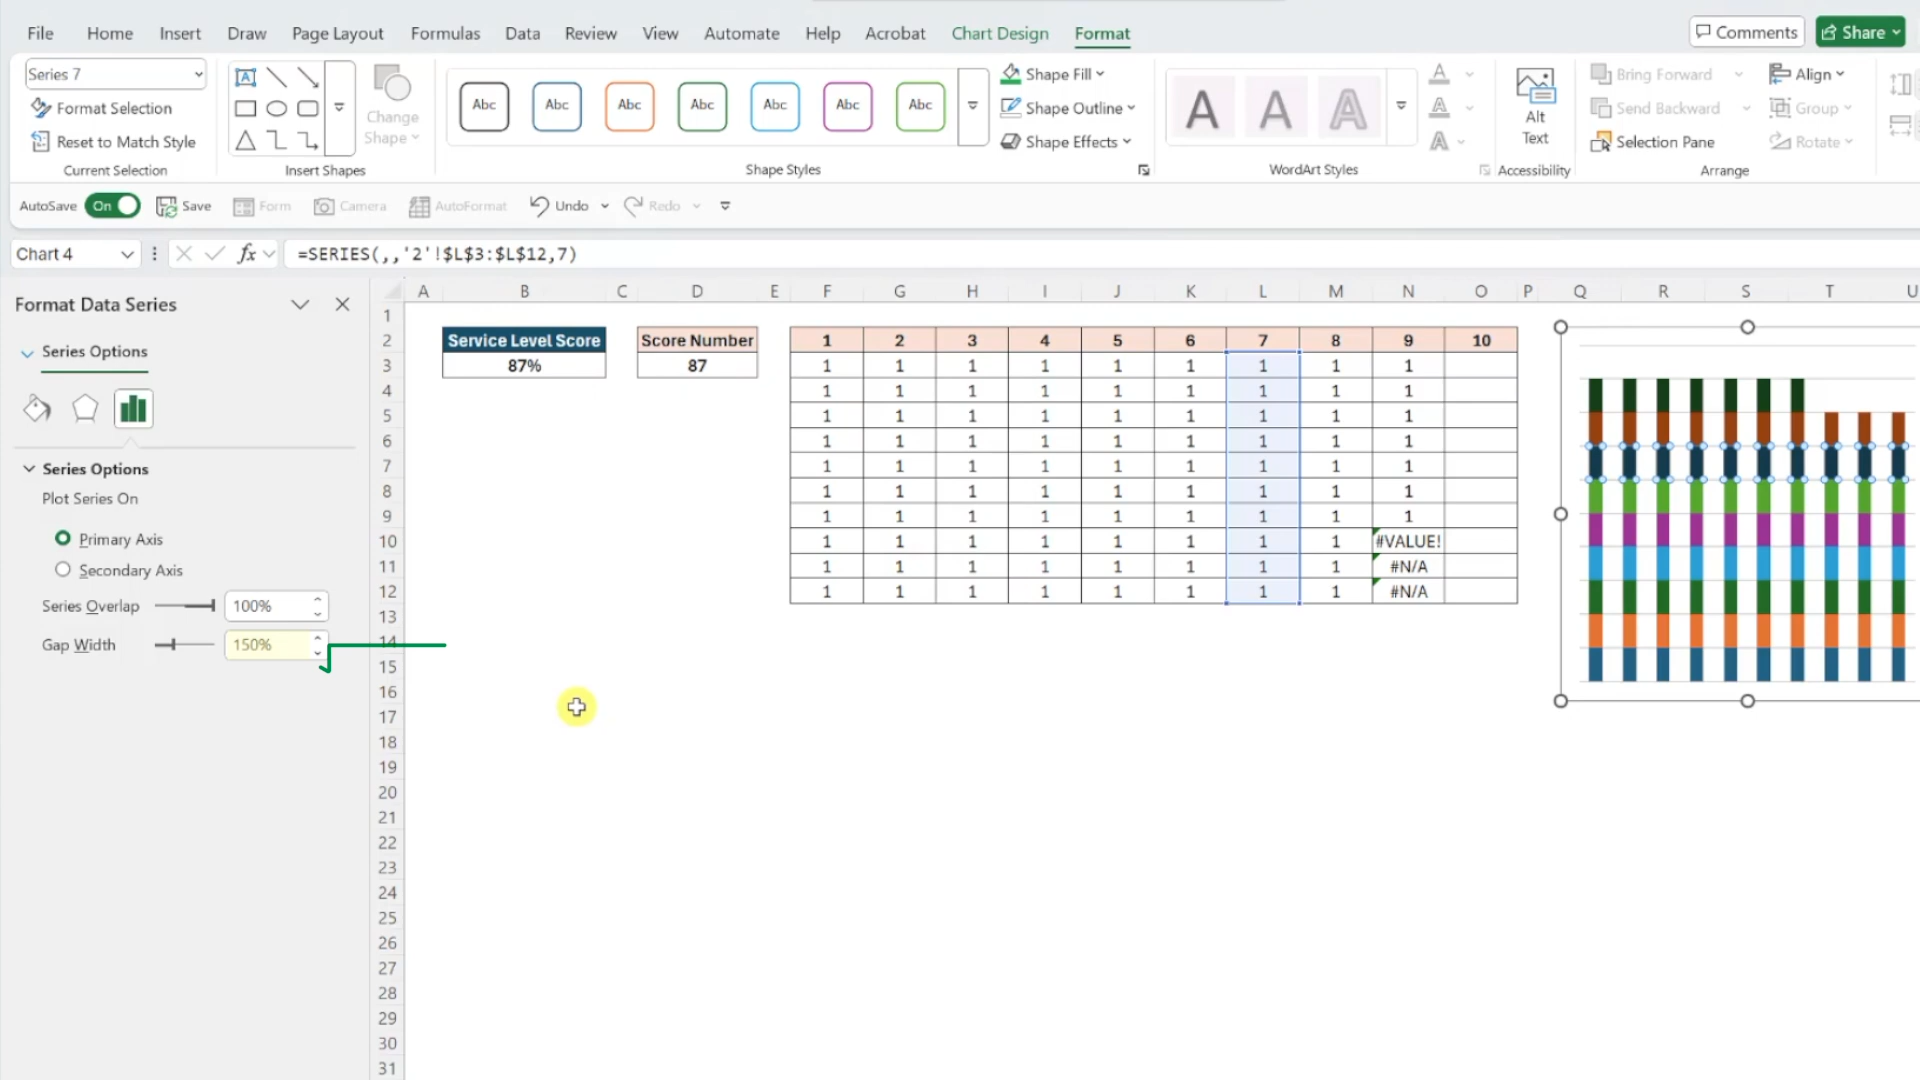 File Home Insert Draw Page Layout Formulas Data Review View Automate Help Acrobat Chart Design Format Comments Share
Series 7
Format Selection
Reset to Match Style
Current Selection
Change
Shape
Insert Shapes
Abc Abc Abc Abc Abc Abc Abc
Shape Styles
Shape Fill
Shape Outline
Shape Effects
A A A
A
A
A
WordArt Styles
Alt
Text
Accessibility
Bring Forward
Send Backward
Selection Pane
Align
Group
Rotate
Arrange
AutoSave On Save Form Camera AutoFormat Undo Redo
Chart 4 fx =SERIES(,,'2'!$L$3:$L$12,7)
Format Data Series
Series Options
Series Options
Plot Series On
Primary Axis
Secondary Axis
Series Overlap 100%
Gap Width 150%
A B C D E F G H I J K L M N O P Q R S T U
1
2 Service Level Score Score Number 1 2 3 4 5 6 7 8 9 10
3 87% 87 1 1 1 1 1 1 1 1 1
4 1 1 1 1 1 1 1 1 1
5 1 1 1 1 1 1 1 1 1
6 1 1 1 1 1 1 1 1 1
7 1 1 1 1 1 1 1 1 1
8 1 1 1 1 1 1 1 1 1
9 1 1 1 1 1 1 1 1 1
10 1 1 1 1 1 1 1 1 #VALUE!
11 1 1 1 1 1 1 1 1 #N/A
12 1 1 1 1 1 1 1 1 #N/A
13
14
15
16
17
18
19
20
21
22
23
24
25
26
27
28
29
30
31